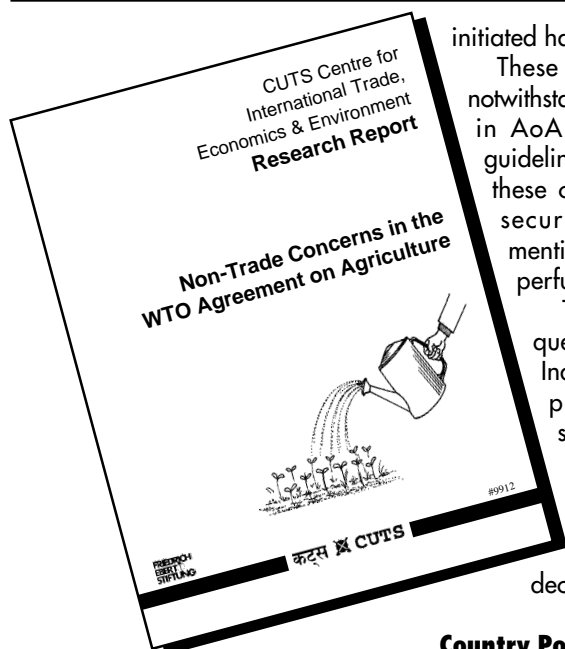 CUTS Centre for
International Trade,
Economics & Environment
Research Report
Non-Trade Concerns in the
WTO Agreement on Agriculture
#9912
FRIEDRICH
EBERT
STIFTUNG
कट्स CUTS
initiated ha
These
notwithsta
in AoA
guidelin
these c
secur
menti
perfu
T
que
Inc
p
s
dec
Country Po